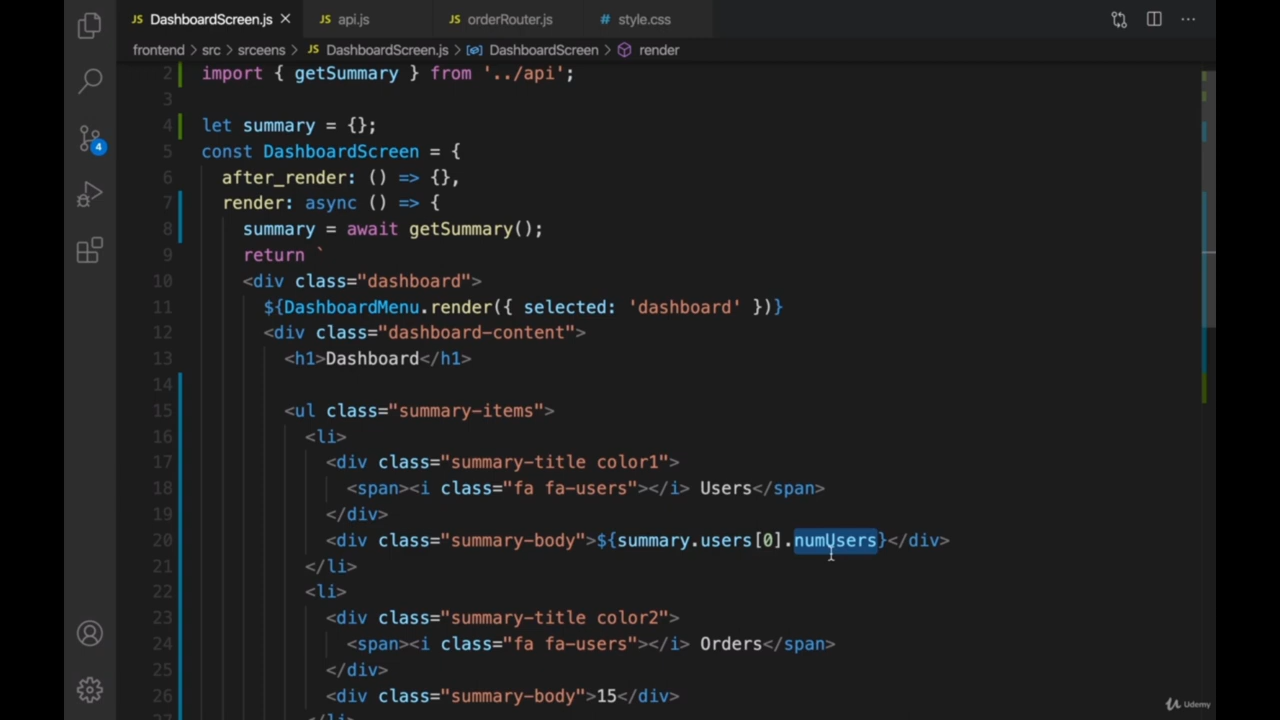 JS DashboardScreen.js × JS api.js JS orderRouter.js # style.css ···
frontend > src > srceens > JS DashboardScreen.js > DashboardScreen > render
2 import { getSummary } from '../api';
3
4 let summary = {};
5 const DashboardScreen = {
6 after_render: () => {},
7 render: async () => {
8 summary = await getSummary();
9 return `
10 <div class="dashboard">
11 ${DashboardMenu.render({ selected: 'dashboard' })}
12 <div class="dashboard-content">
13 <h1>Dashboard</h1>
14
15 <ul class="summary-items">
16 <li>
17 <div class="summary-title color1">
18 <span><i class="fa fa-users"></i> Users</span>
19 </div>
20 <div class="summary-body">${summary.users[0].numUsers}</div>
21 </li>
22 <li>
23 <div class="summary-title color2">
24 <span><i class="fa fa-users"></i> Orders</span>
25 </div>
26 <div class="summary-body">15</div>
27 </li>
4
Udemy